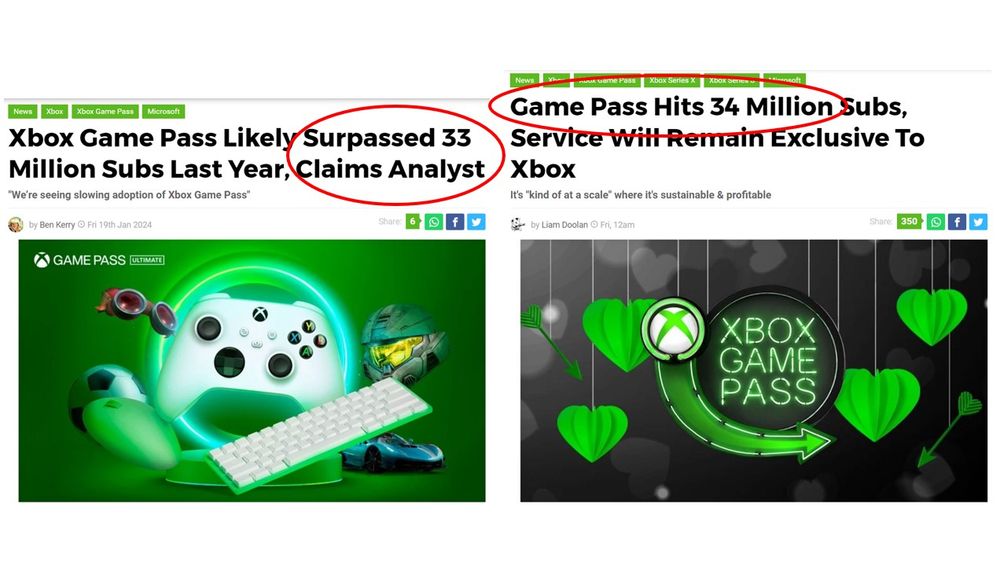 News Xbox Xbox Game Pass Microsoft
Xbox Game Pass Likely Surpassed 33
Million Subs Last Year, Claims Analyst
"We're seeing slowing adoption of Xbox Game Pass"
by Ben Kerry Fri 19th Jan 2024
Share: 6
GAME PASS ULTIMATE
X
Y
A
B
News Xbox Xbox Game Pass Xbox Series X Xbox Series S Microsoft
Game Pass Hits 34 Million Subs,
Service Will Remain Exclusive To
Xbox
It's "kind of at a scale" where it's sustainable & profitable
by Liam Doolan Fri, 12am
Share: 350
XBOX
GAME
PASS